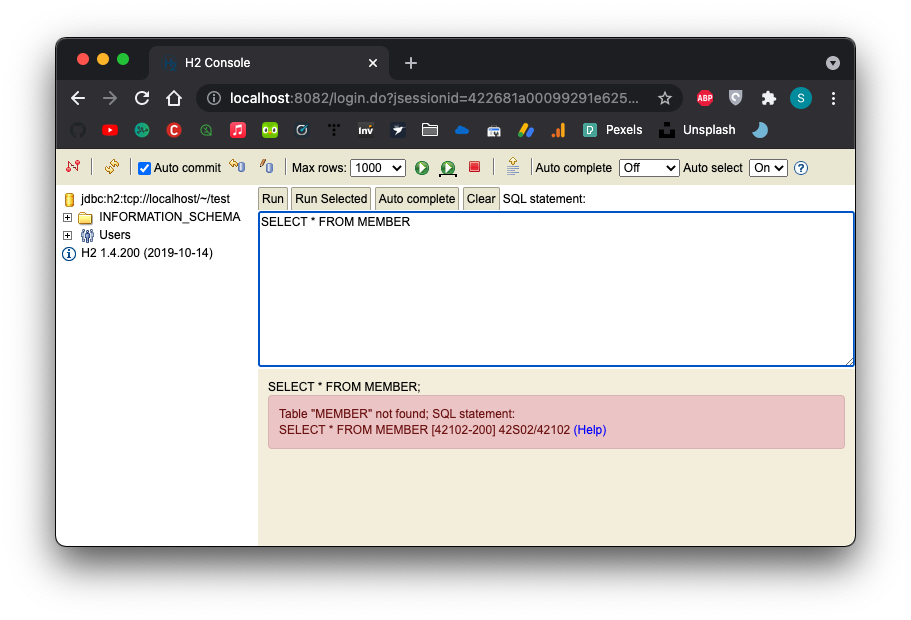 H2 Console
localhost:8082/login.do?jsessionid=422681a00099291e625...
ABP
S
C
Inv
Pexels
Unsplash
Auto commit
Max rows: 1000
Auto complete Off
Auto select On
?
jdbc:h2:tcp://localhost/~/test
INFORMATION_SCHEMA
Users
H2 1.4.200 (2019-10-14)
Run
Run Selected
Auto complete
Clear
SQL statement:
SELECT * FROM MEMBER
SELECT * FROM MEMBER;
Table "MEMBER" not found; SQL statement:
SELECT * FROM MEMBER [42102-200] 42S02/42102 (Help)